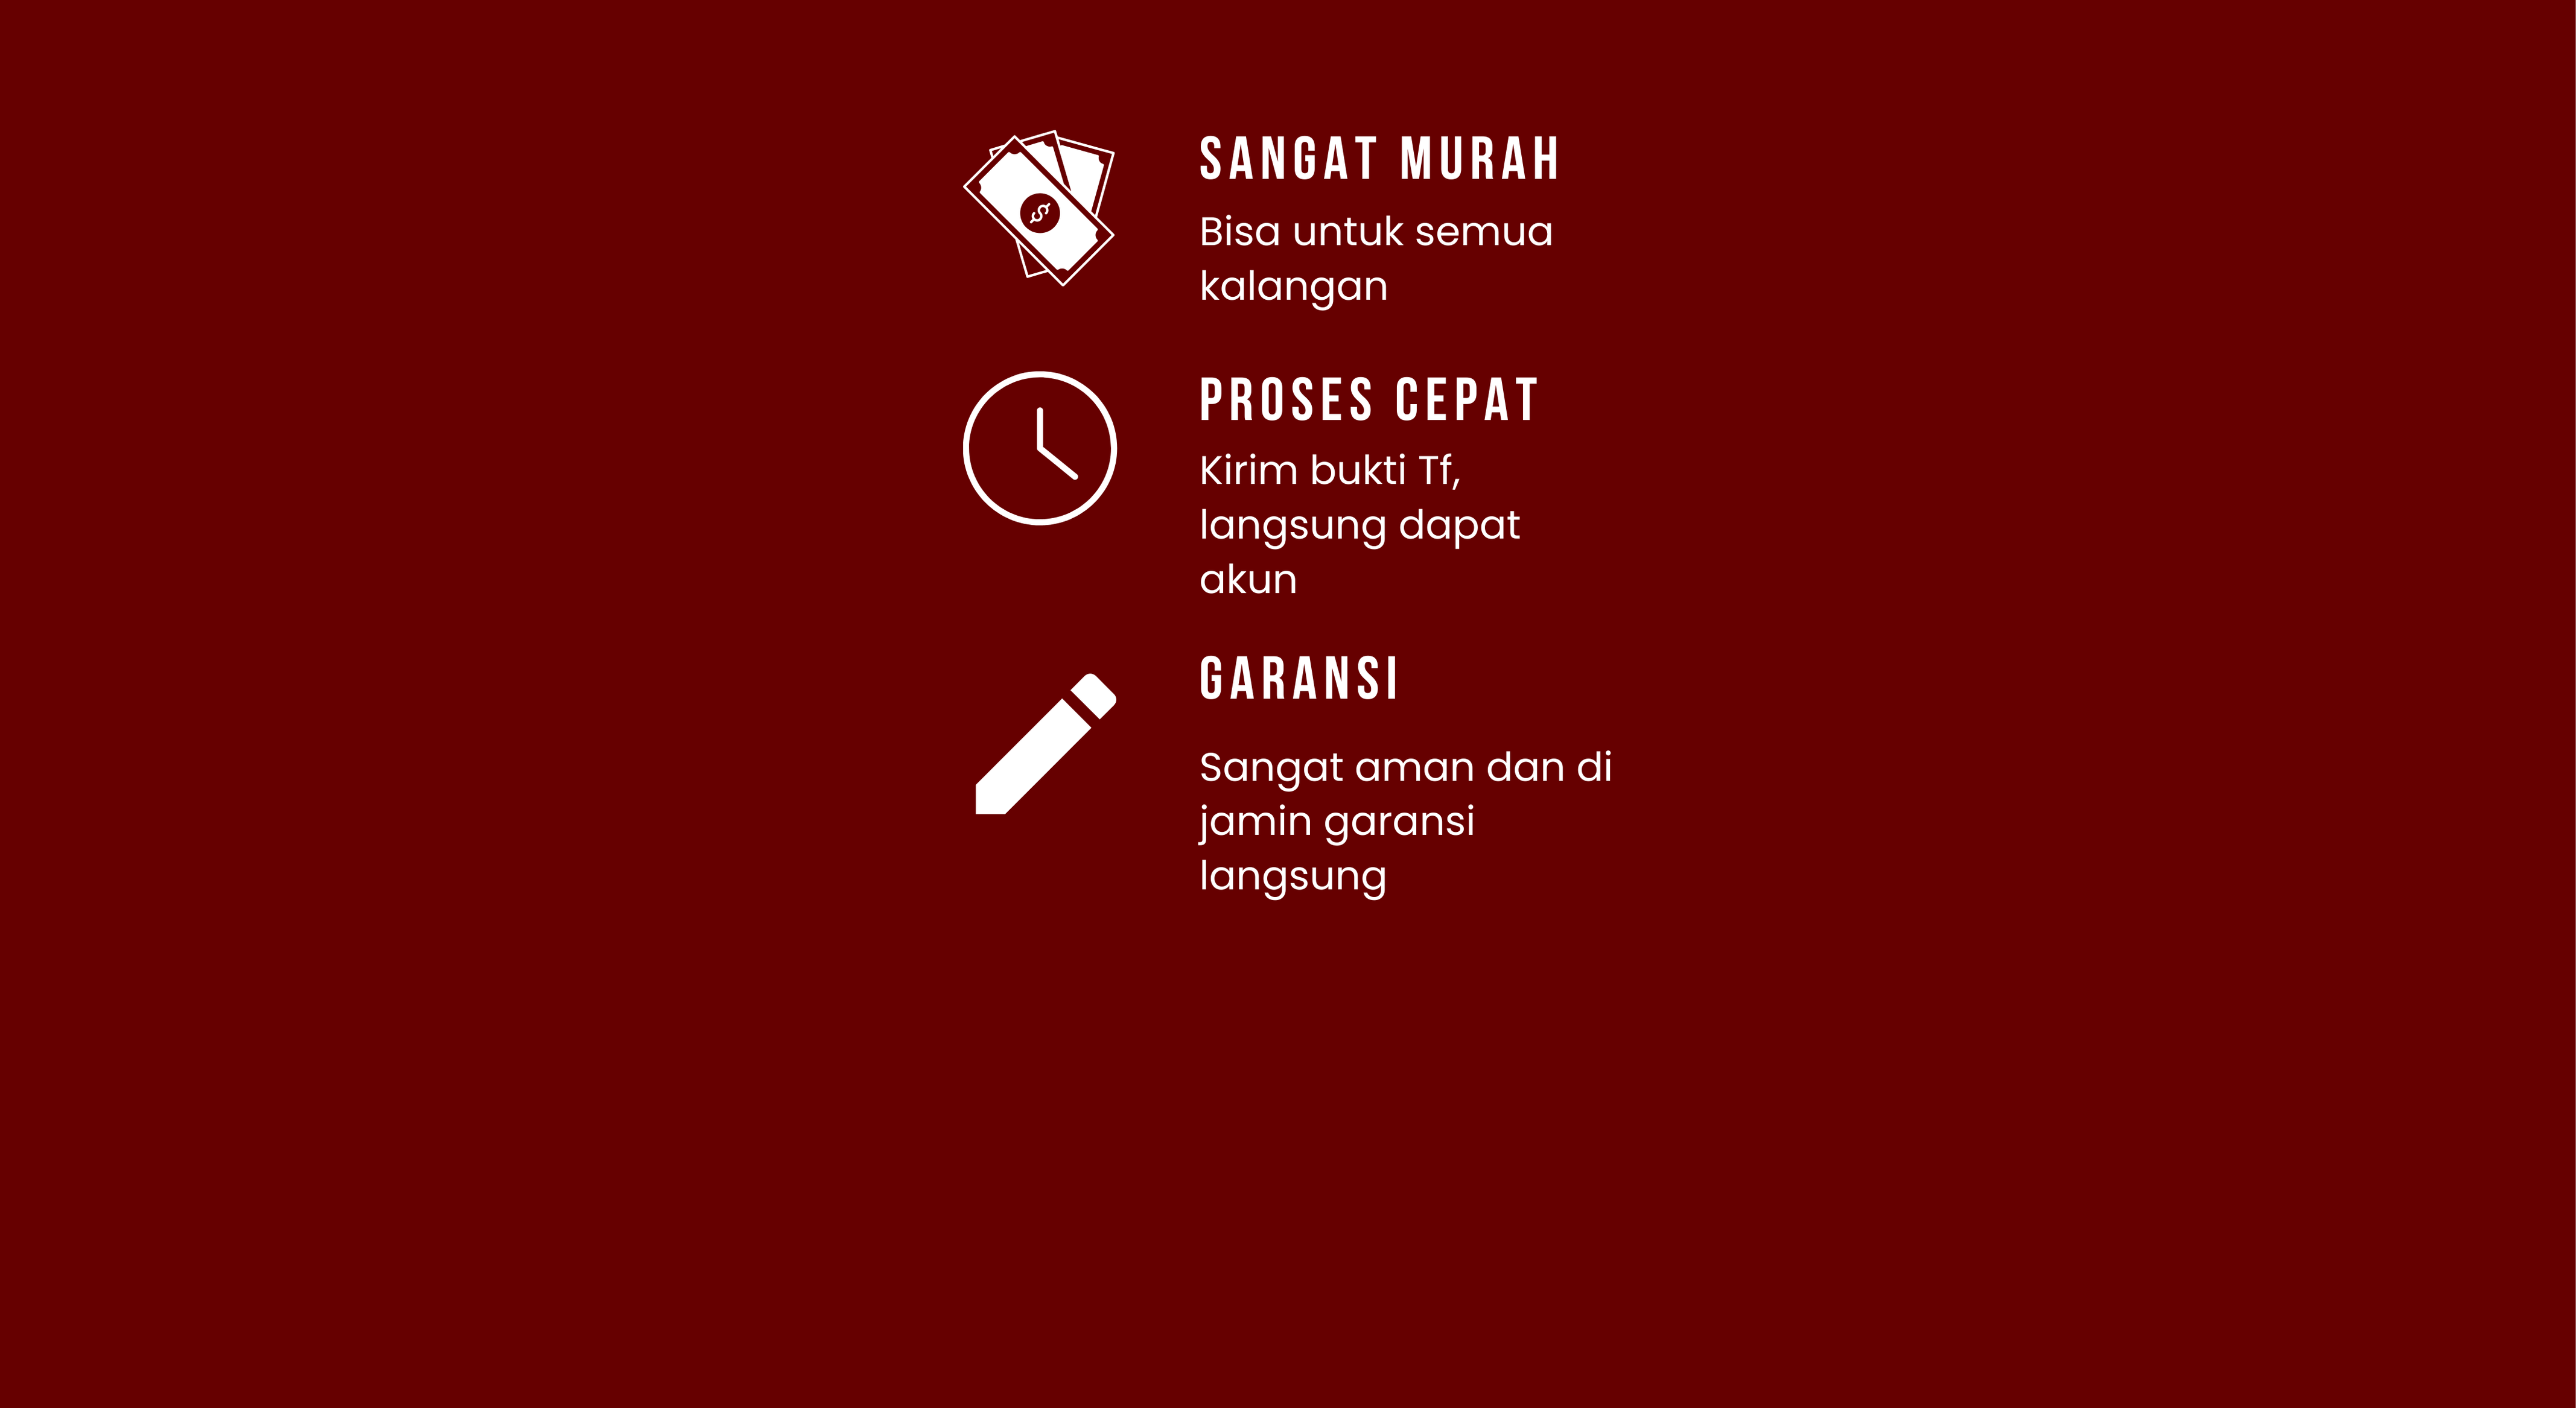 SANGAT MURAH
Bisa untuk semua
kalangan
PROSES CEPAT
Kirim bukti Tf,
langsung dapat
akun
GARANSI
Sangat aman dan di
jamin garansi
langsung